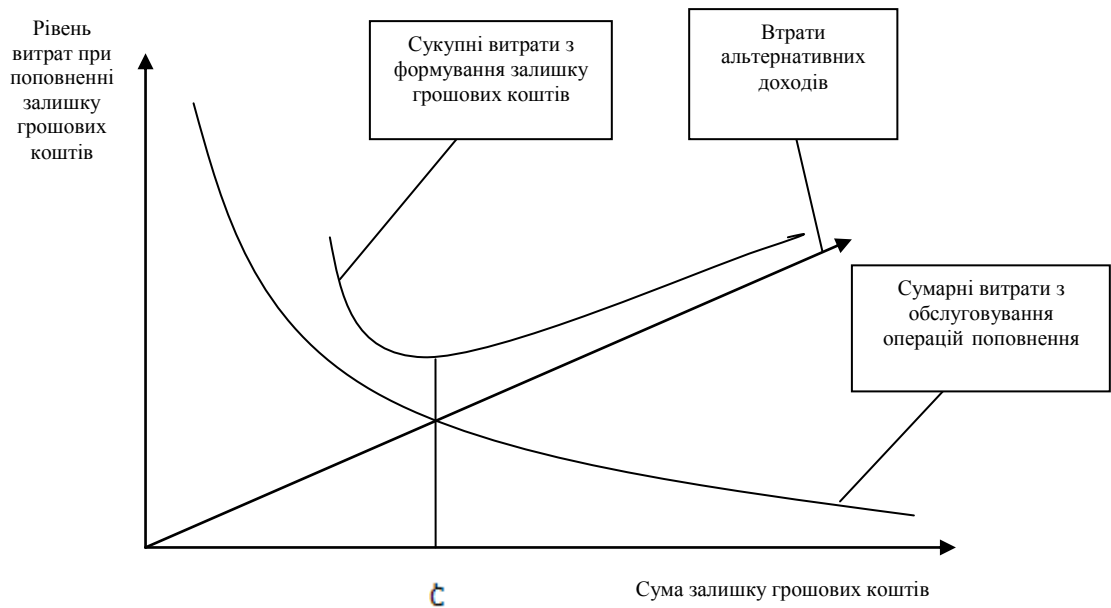 Рівень
витрат при
поповненні
залишку
грошових
коштів
Сукупні витрати з
формування залишку
грошових коштів
Втрати
альтернативних
доходів
Сумарні витрати з
обслуговування
операцій поповнення
Сума залишку грошових коштів